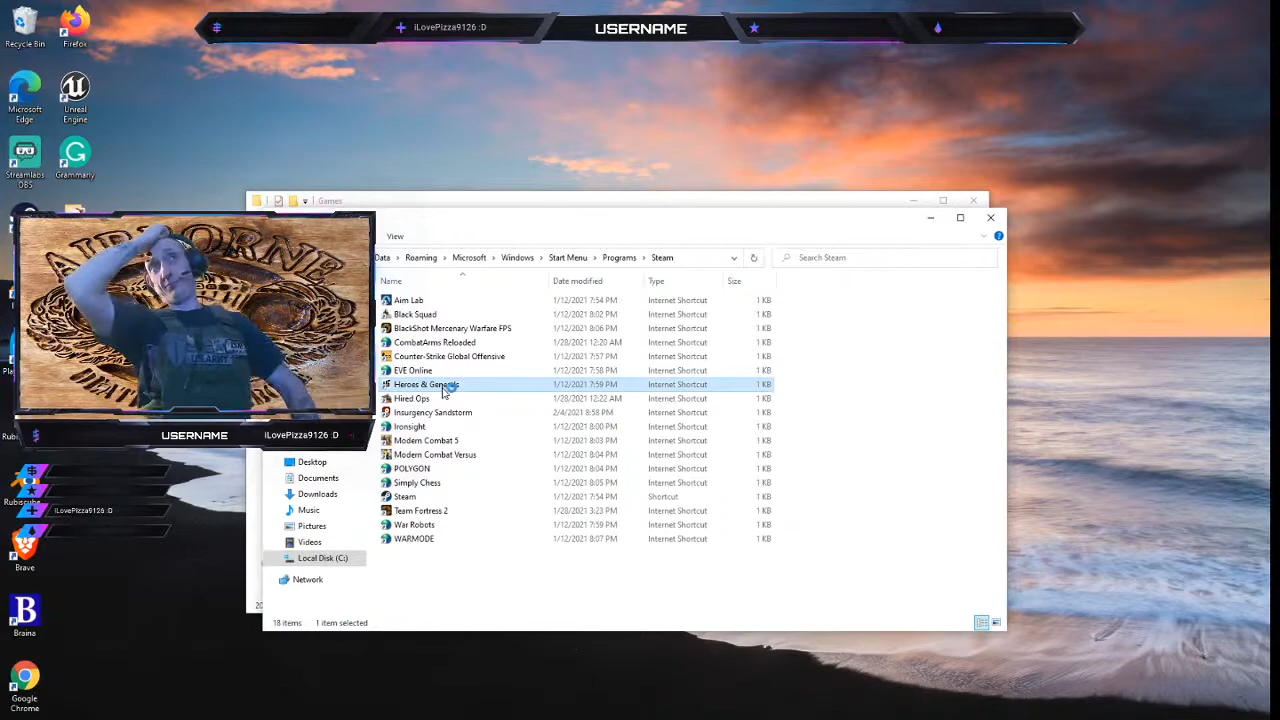 iLovePizza9126 :D
USERNAME
Recycle Bin
Firefox
Microsoft Edge
Unreal Engine
Streamlabs OBS
Grammarly
Games
View
Data > Roaming > Microsoft > Windows > Start Menu > Programs > Steam
Search Steam
Name Date modified Type Size
Aim Lab 1/12/2021 7:54 PM Internet Shortcut 1 KB
Black Squad 1/12/2021 8:02 PM Internet Shortcut 1 KB
BlackShot Mercenary Warfare FPS 1/12/2021 8:06 PM Internet Shortcut 1 KB
CombatArms Reloaded 1/28/2021 12:20 AM Internet Shortcut 1 KB
Counter-Strike Global Offensive 1/12/2021 7:57 PM Internet Shortcut 1 KB
EVE Online 1/12/2021 7:58 PM Internet Shortcut 1 KB
Heroes & Generals 1/12/2021 7:59 PM Internet Shortcut 1 KB
Hired Ops 1/28/2021 12:22 AM Internet Shortcut 1 KB
Insurgency Sandstorm 2/4/2021 8:58 PM Internet Shortcut 1 KB
Ironsight 1/12/2021 8:00 PM Internet Shortcut 1 KB
Modern Combat 5 1/12/2021 8:03 PM Internet Shortcut 1 KB
Modern Combat Versus 1/12/2021 8:04 PM Internet Shortcut 1 KB
POLYGON 1/12/2021 8:04 PM Internet Shortcut 1 KB
Simply Chess 1/12/2021 8:05 PM Internet Shortcut 1 KB
Steam 1/12/2021 7:54 PM Shortcut 1 KB
Team Fortress 2 1/28/2021 3:23 PM Internet Shortcut 1 KB
War Robots 1/12/2021 7:59 PM Internet Shortcut 1 KB
WARMODE 1/12/2021 8:07 PM Internet Shortcut 1 KB
AIRBORNE
U.S. ARMY
USERNAME iLovePizza9126 :D
Desktop
Documents
Downloads
Music
Pictures
Videos
Local Disk (C:)
Network
18 items 1 item selected
iLovePizza9126 :D
Brave
Braina
Google Chrome